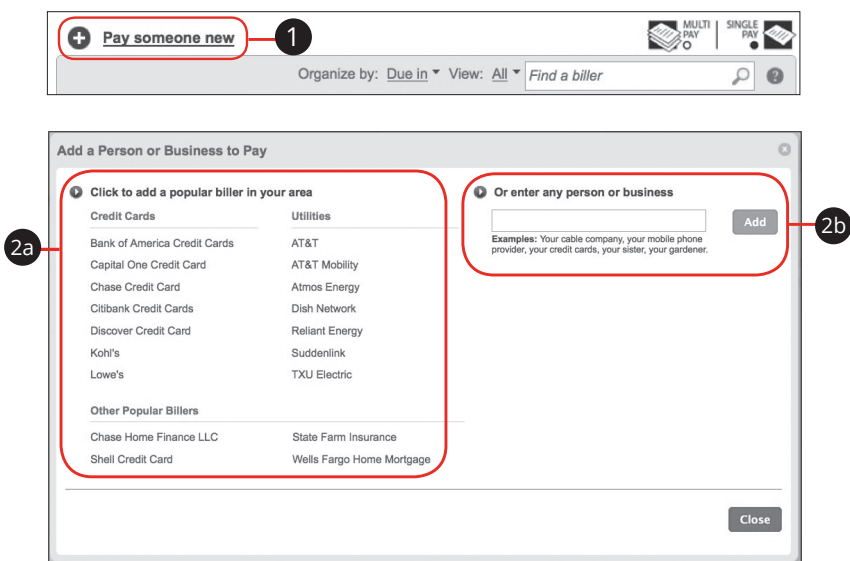 Pay someone new
1
MULTI PAY
SINGLE PAY
Organize by: Due in View: All Find a biller ?
Add a Person or Business to Pay
2a
Click to add a popular biller in your area
Credit Cards Utilities
Bank of America Credit Cards AT&T
Capital One Credit Card AT&T Mobility
Chase Credit Card Atmos Energy
Citibank Credit Cards Dish Network
Discover Credit Card Reliant Energy
Kohl's Suddenlink
Lowe's TXU Electric
Other Popular Billers
Chase Home Finance LLC State Farm Insurance
Shell Credit Card Wells Fargo Home Mortgage
Or enter any person or business
Add
2b
Examples: Your cable company, your mobile phone
provider, your credit cards, your sister, your gardener.
Close